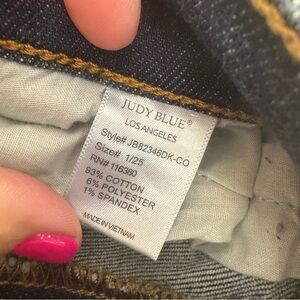 JUDY BLUE®
LOS ANGELES
Style# JB82346DK-CO
Size# 1/25
RN# 116380
93% COTTON
6% POLYESTER
1% SPANDEX
MADE IN VIETNAM